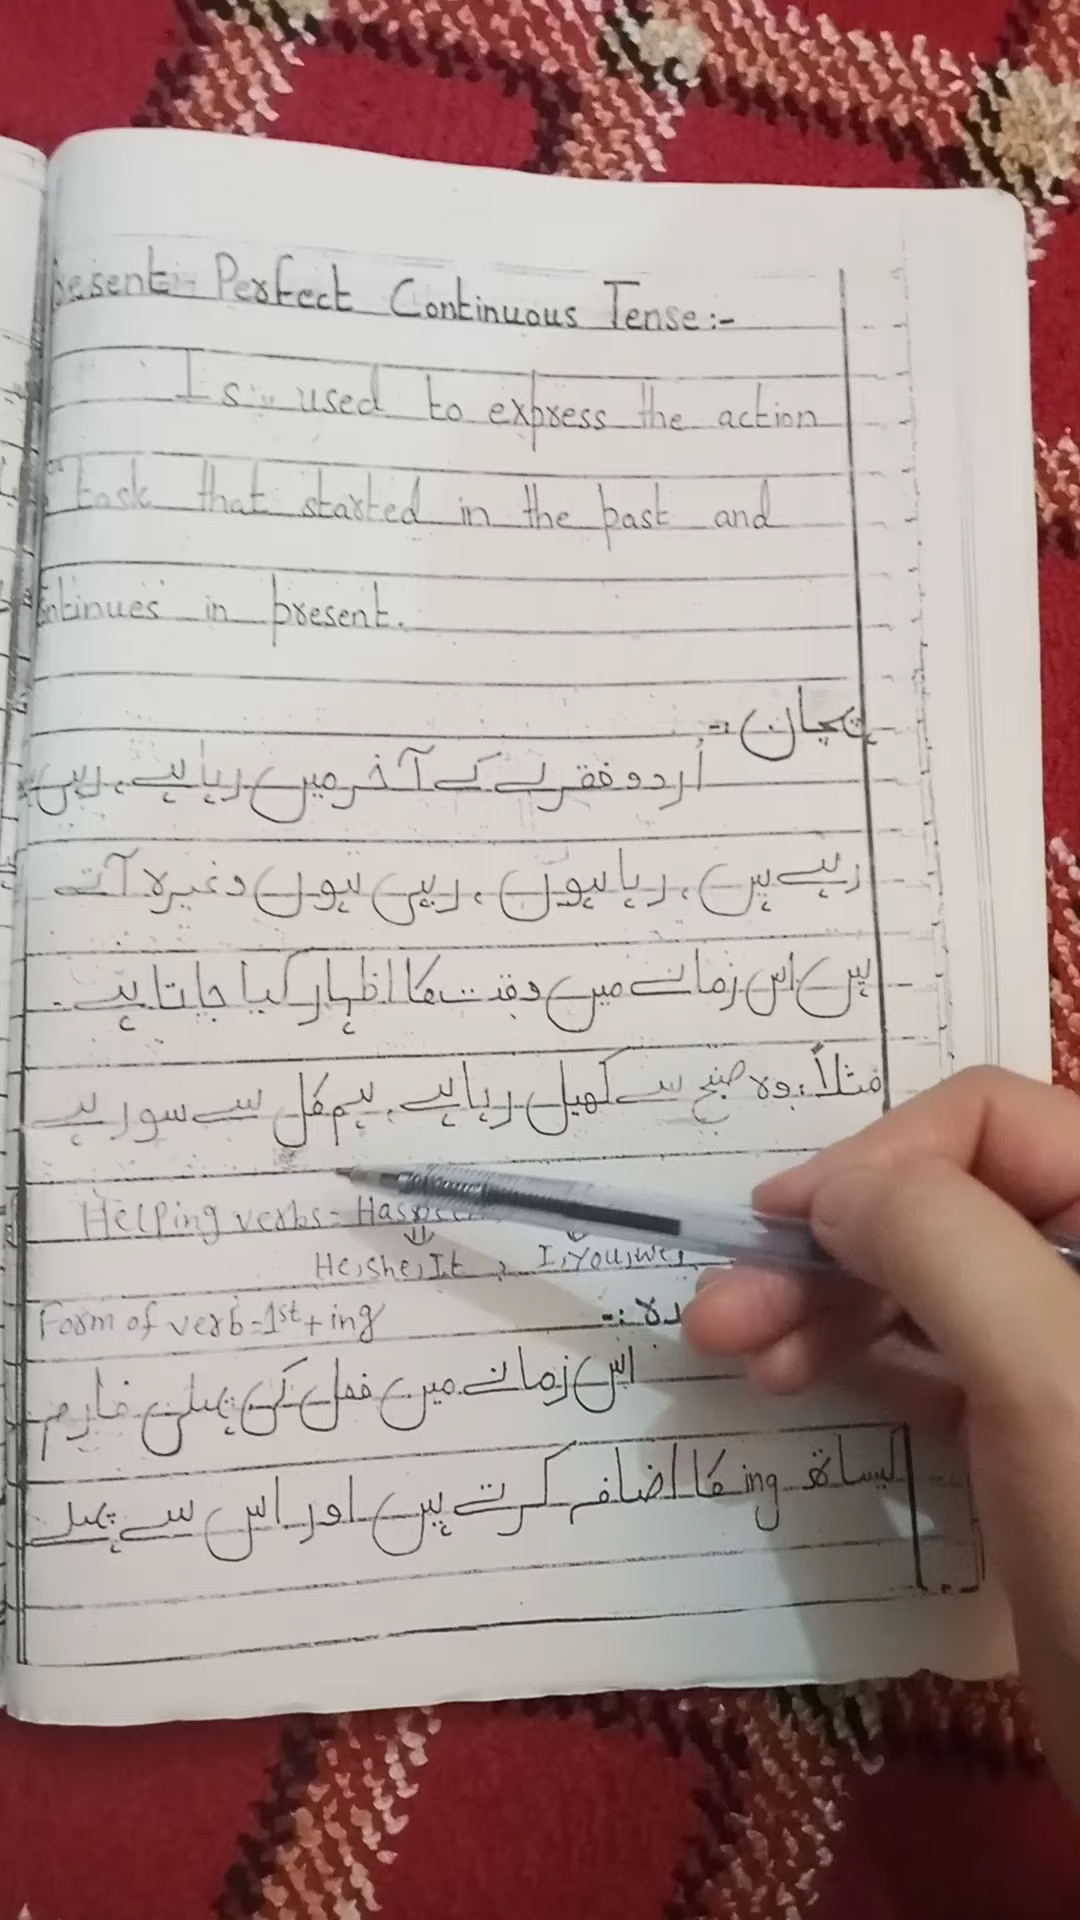 Present Perfect Continuous Tense:-
Is used to express the action
task that started in the past and
continues in present.
پہچان :-
اُردو فقرے کے آخر میں رہا ہے، رہی
رہے ہیں، رہا ہوں، رہی ہوں وغیرہ آتے
ہیں اس زمانے میں وقت کا اظہار کیا جاتا ہے۔
مثلاً: وہ صبح سے کھیل رہا ہے، ہم کل سے سو رہے
Helping verbs = Has
He, she, It , I, You, We,
Form of verb = 1st + ing
اس زمانے میں فعل کی پہلی فارم
کیساتھ ing کا اضافہ کرتے ہیں اور اس سے پہلے